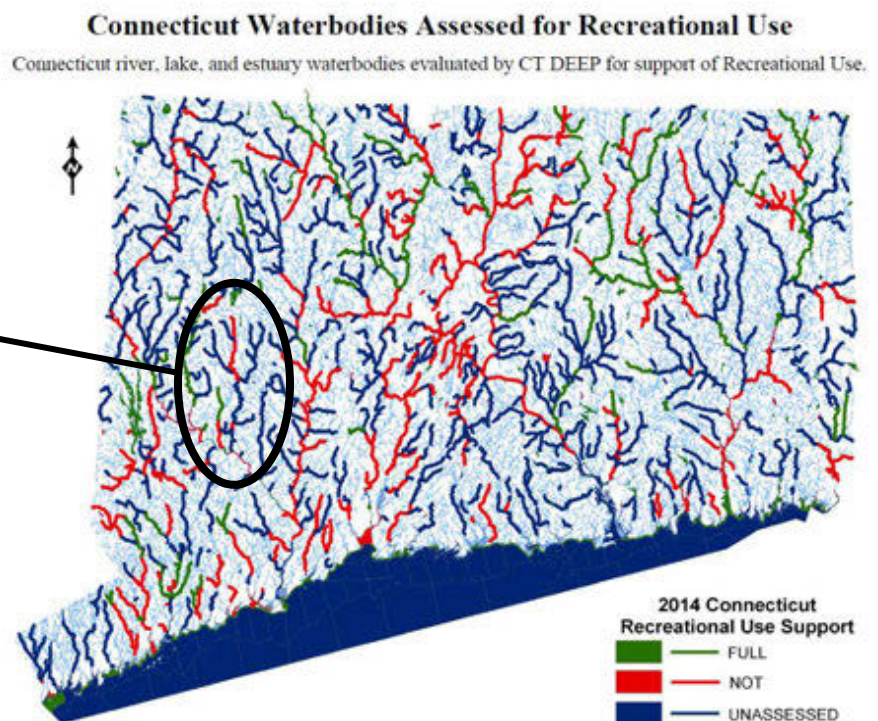 Connecticut Waterbodies Assessed for Recreational Use
Connecticut river, lake, and estuary waterbodies evaluated by CT DEEP for support of Recreational Use.
N
2014 Connecticut
Recreational Use Support
FULL
NOT
UNASSESSED